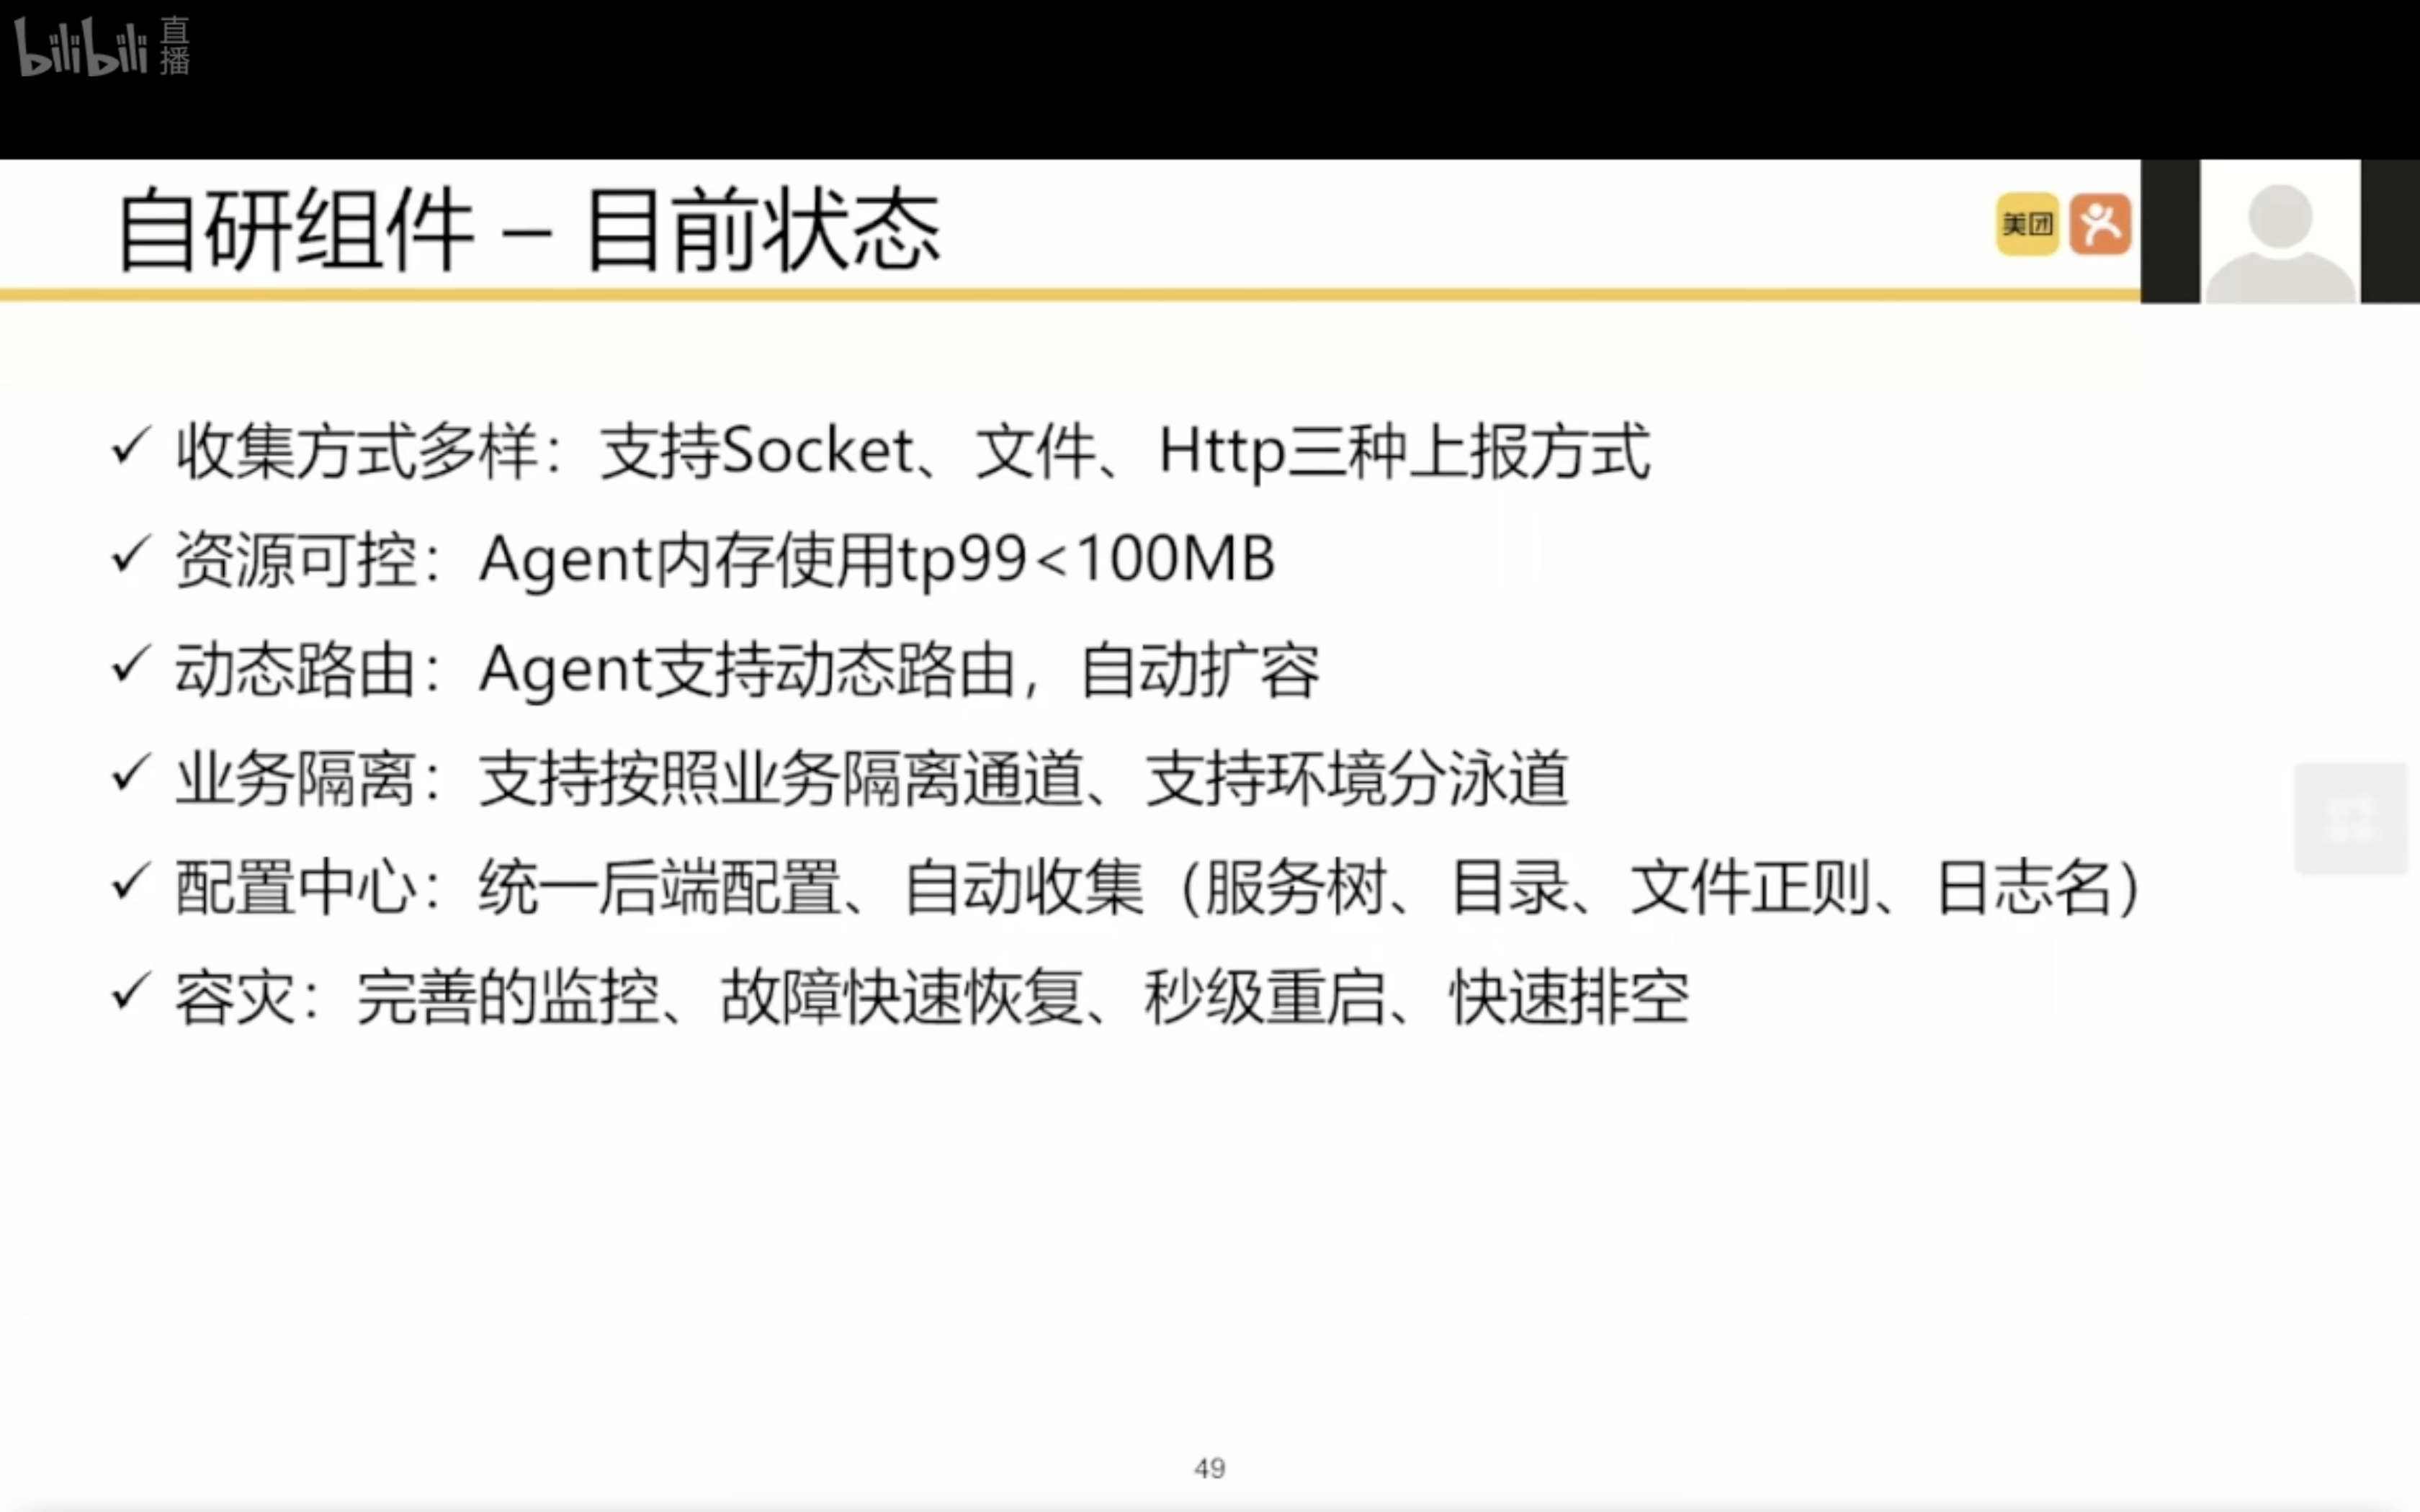 bilibili 直播
自研组件 – 目前状态
美团
✓ 收集方式多样：支持Socket、文件、Http三种上报方式
✓ 资源可控：Agent内存使用tp99<100MB
✓ 动态路由：Agent支持动态路由，自动扩容
✓ 业务隔离：支持按照业务隔离通道、支持环境分泳道
✓ 配置中心：统一后端配置、自动收集（服务树、目录、文件正则、日志名）
✓ 容灾：完善的监控、故障快速恢复、秒级重启、快速排空
49